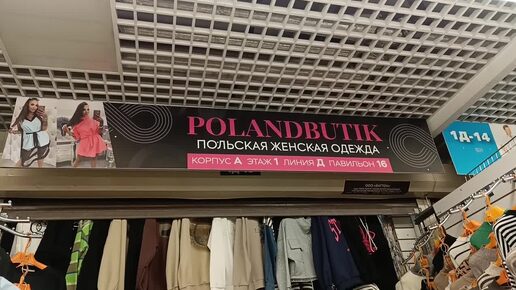 POLANDBUTIK
ПОЛЬСКАЯ ЖЕНСКАЯ ОДЕЖДА
КОРПУС А ЭТАЖ 1 ЛИНИЯ Д ПАВИЛЬОН 16
1Д-14